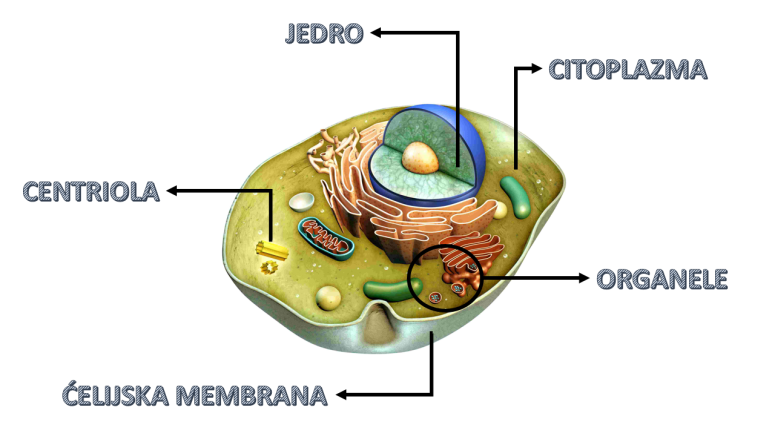 JEDRO
CITOPLAZMA
CENTRIOLA
ORGANELE
ĆELIJSKA MEMBRANA